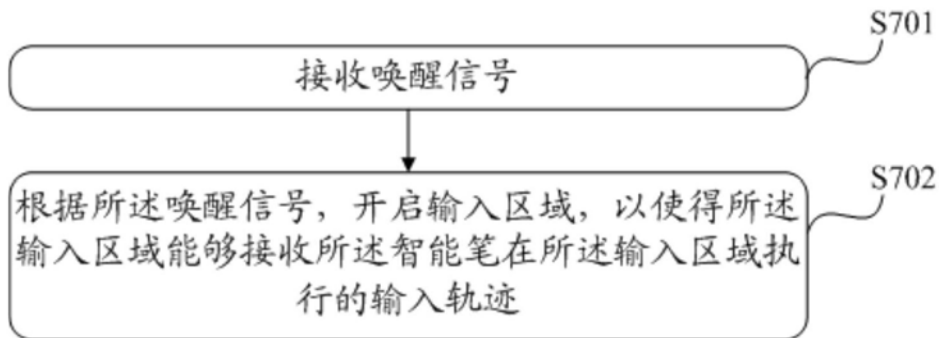 S701
接收唤醒信号
S702
根据所述唤醒信号，开启输入区域，以使得所述
输入区域能够接收所述智能笔在所述输入区域执
行的输入轨迹